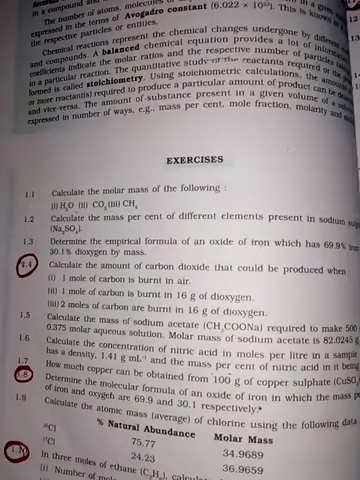 in a compound and
The number of atoms, molecules or
expressed in the terms of Avogadro constant (6.022 × 10²³). This is known as
the respective particles or entities.
Chemical reactions represent the chemical changes undergone by different
and compounds. A balanced chemical equation provides a lot of information
coefficients indicate the molar ratios and the respective number of particles
in a particular reaction. The quantitative study of the reactants required or the
formed is called stoichiometry. Using stoichiometric calculations, the amount
or more reactant(s) required to produce a particular amount of product can be
and vice-versa. The amount of substance present in a given volume of a
expressed in number of ways, e.g., mass per cent, mole fraction, molarity and
EXERCISES
1.1 Calculate the molar mass of the following :
(i) H₂O (ii) CO₂ (iii) CH₄
1.2 Calculate the mass per cent of different elements present in sodium
(Na₂SO₄).
1.3 Determine the empirical formula of an oxide of iron which has 69.9% iron
30.1% dioxygen by mass.
1.4 Calculate the amount of carbon dioxide that could be produced when
(i) 1 mole of carbon is burnt in air.
(ii) 1 mole of carbon is burnt in 16 g of dioxygen.
(iii) 2 moles of carbon are burnt in 16 g of dioxygen.
1.5 Calculate the mass of sodium acetate (CH₃COONa) required to make 500
0.375 molar aqueous solution. Molar mass of sodium acetate is 82.0245 g
1.6 Calculate the concentration of nitric acid in moles per litre in a sample
has a density, 1.41 g mL⁻¹ and the mass per cent of nitric acid in it being
1.7 How much copper can be obtained from 100 g of copper sulphate (CuSO₄)
1.8 Determine the molecular formula of an oxide of iron in which the mass per
of iron and oxygen are 69.9 and 30.1 respectively.
1.9 Calculate the atomic mass (average) of chlorine using the following data
% Natural Abundance Molar Mass
³⁵Cl 75.77 34.9689
³⁷Cl 24.23 36.9659
1.10 In three moles of ethane (C₂H₆), calculate
(i) Number of